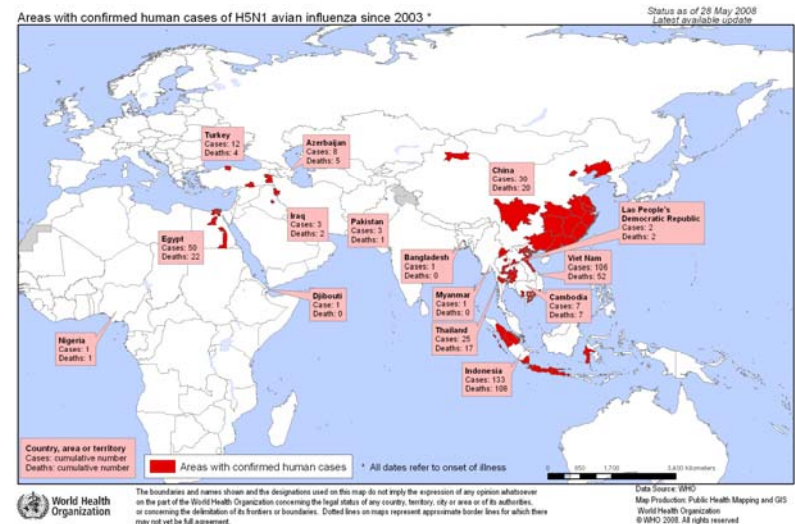 Areas with confirmed human cases of H5N1 avian influenza since 2003 *
Status as of 28 May 2008
Latest available update
Turkey
Cases: 12
Deaths: 4
Azerbaijan
Cases: 8
Deaths: 5
China
Cases: 30
Deaths: 20
Lao People's
Democratic Republic
Cases: 2
Deaths: 2
Iraq
Cases: 3
Deaths: 2
Pakistan
Cases: 3
Deaths: 1
Egypt
Cases: 50
Deaths: 22
Bangladesh
Cases: 1
Deaths: 0
Viet Nam
Cases: 106
Deaths: 52
Djibouti
Case: 1
Death: 0
Myanmar
Cases: 1
Deaths: 0
Cambodia
Cases: 7
Deaths: 7
Nigeria
Cases: 1
Deaths: 1
Thailand
Cases: 25
Deaths: 17
Indonesia
Cases: 133
Deaths: 108
Country, area or territory
Cases: cumulative number
Deaths: cumulative number
Areas with confirmed human cases
* All dates refer to onset of illness
0 850 1,700 3,400 Kilometers
World Health
Organization
The boundaries and names shown and the designations used on this map do not imply the expression of any opinion whatsoever
on the part of the World Health Organization concerning the legal status of any country, territory, city or area or of its authorities,
or concerning the delimitation of its frontiers or boundaries. Dotted lines on maps represent approximate border lines for which there
may not yet be full agreement.
Data Source: WHO
Map Production: Public Health Mapping and GIS
World Health Organization
© WHO 2008. All rights reserved